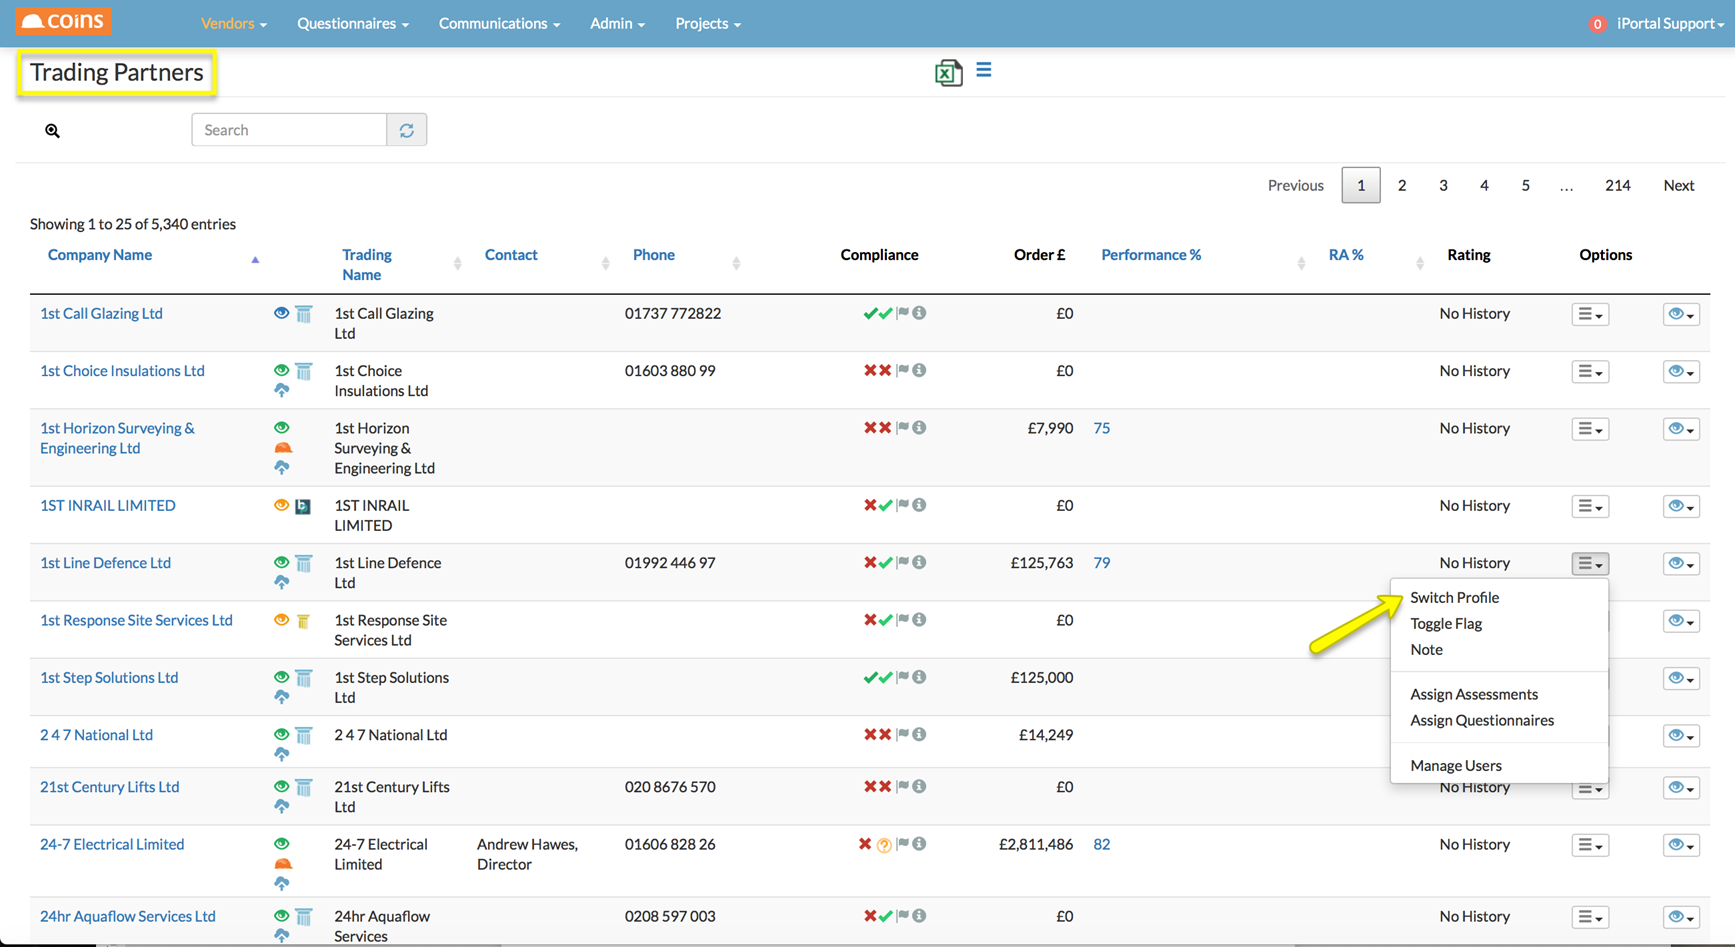 coins
Vendors Questionnaires Communications Admin Projects 0 iPortal Support
Trading Partners
Search
Previous 1 2 3 4 5 ... 214 Next
Showing 1 to 25 of 5,340 entries
Company Name Trading Name Contact Phone Compliance Order £ Performance % RA % Rating Options
1st Call Glazing Ltd 1st Call Glazing 01737 772822 £0 No History
Ltd
1st Choice Insulations Ltd 1st Choice 01603 880 99 £0 No History
Insulations Ltd
1st Horizon Surveying & 1st Horizon £7,990 75 No History
Engineering Ltd Surveying &
Engineering Ltd
1ST INRAIL LIMITED 1ST INRAIL £0 No History
LIMITED
1st Line Defence Ltd 1st Line Defence 01992 446 97 £125,763 79 No History
Ltd
Switch Profile
Toggle Flag
Note
Assign Assessments
Assign Questionnaires
Manage Users
1st Response Site Services Ltd 1st Response Site £0
Services Ltd
1st Step Solutions Ltd 1st Step Solutions £125,000
Ltd
2 4 7 National Ltd 2 4 7 National Ltd £14,249
21st Century Lifts Ltd 21st Century Lifts 020 8676 570 £0 No History
Ltd
24-7 Electrical Limited 24-7 Electrical Andrew Hawes, 01606 828 26 £2,811,486 82 No History
Limited Director
24hr Aquaflow Services Ltd 24hr Aquaflow 0208 597 003 £0 No History
Services